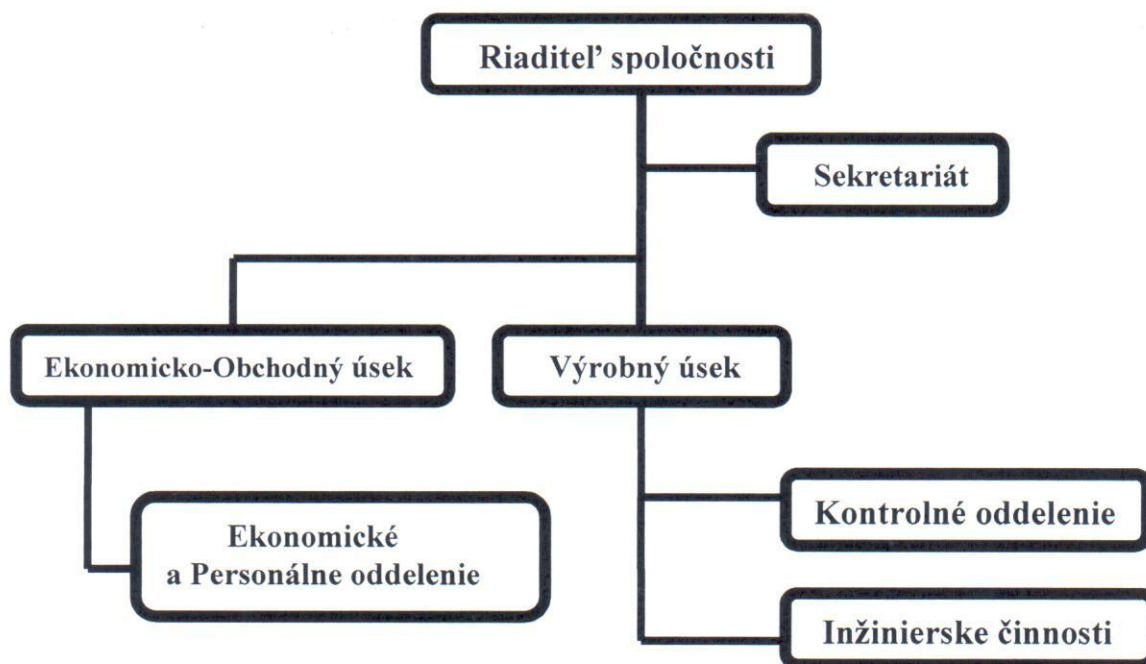 Riaditeľ spoločnosti
Sekretariát
Ekonomicko-Obchodný úsek
Výrobný úsek
Ekonomické
a Personálne oddelenie
Kontrolné oddelenie
Inžinierske činnosti